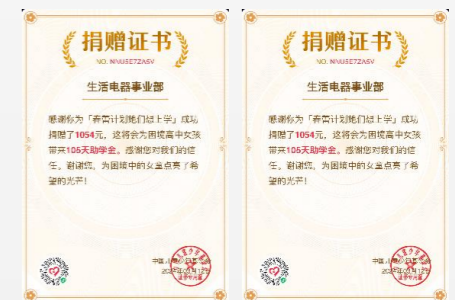 捐赠证书
NO. NNUSE7ZA6V
生活电器事业部
感谢你为「春蕾计划她们想上学」成功
捐赠了1054元，这将会为困境高中女孩
带来105天助学金。感谢您对我们的信
任，谢谢您，为困境中的女童点亮了希
望的光芒！
捐赠证书
NO. NNUSE7ZA6V
生活电器事业部
感谢你为「春蕾计划她们想上学」成功
捐赠了1054元，这将会为困境高中女孩
带来105天助学金。感谢您对我们的信
任，谢谢您，为困境中的女童点亮了希
望的光芒！